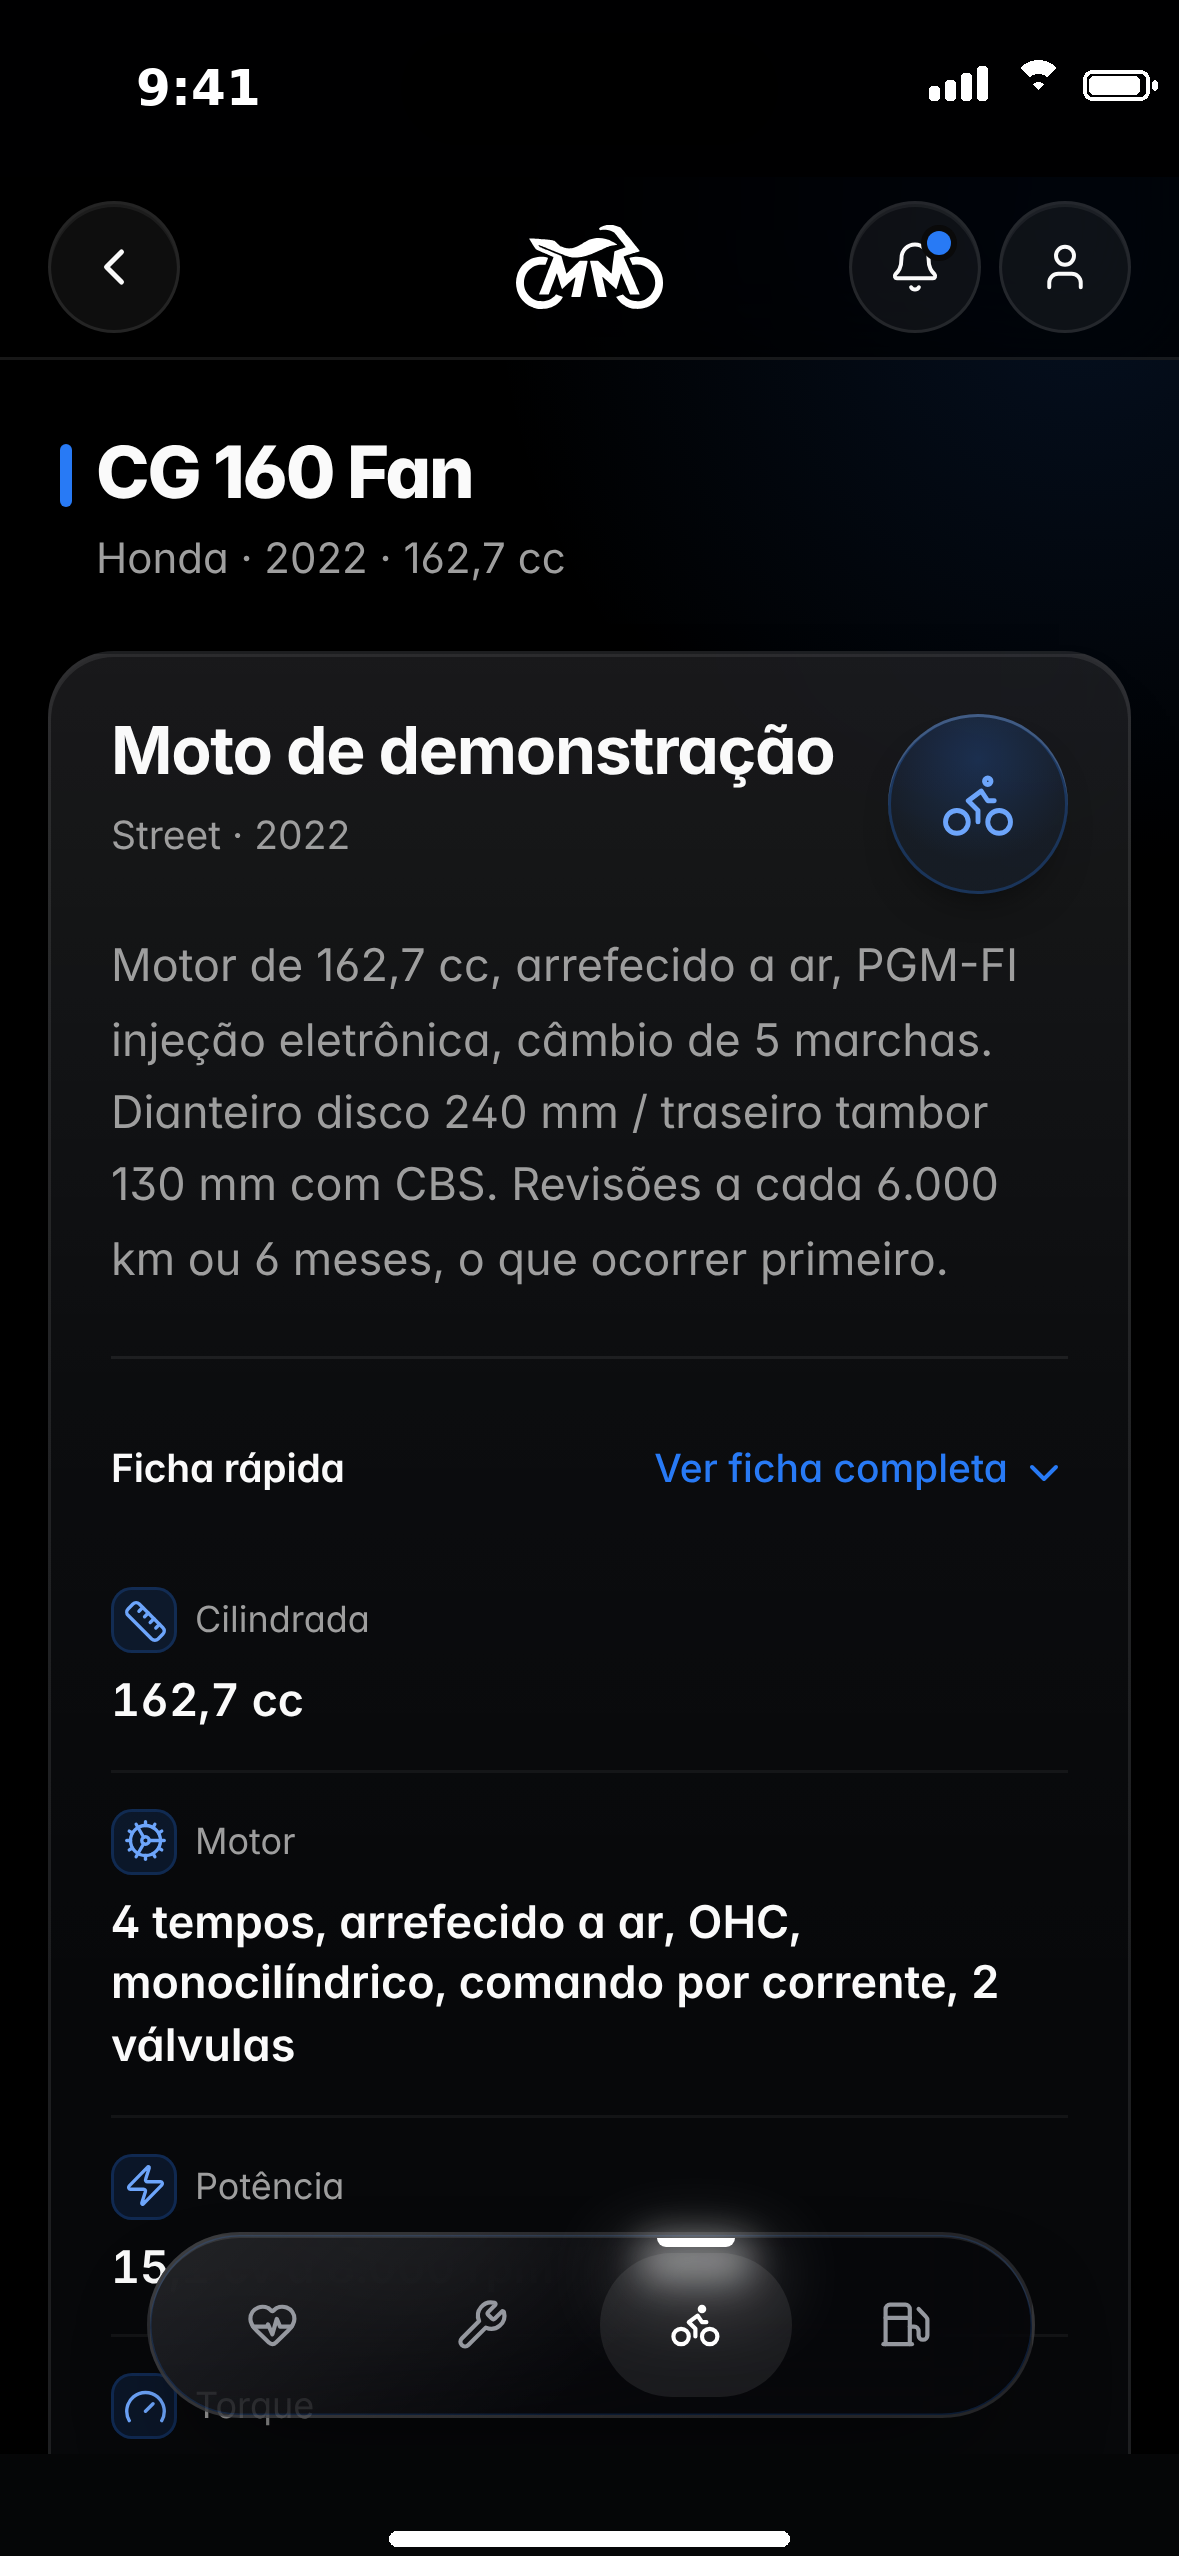 9:41
MM
CG 160 Fan
Honda · 2022 · 162,7 cc
Moto de demonstração
Street · 2022
Motor de 162,7 cc, arrefecido a ar, PGM-FI
injeção eletrônica, câmbio de 5 marchas.
Dianteiro disco 240 mm / traseiro tambor
130 mm com CBS. Revisões a cada 6.000
km ou 6 meses, o que ocorrer primeiro.
Ficha rápida
Ver ficha completa
Cilindrada
162,7 cc
Motor
4 tempos, arrefecido a ar, OHC,
monocilíndrico, comando por corrente, 2
válvulas
Potência
15
Torque